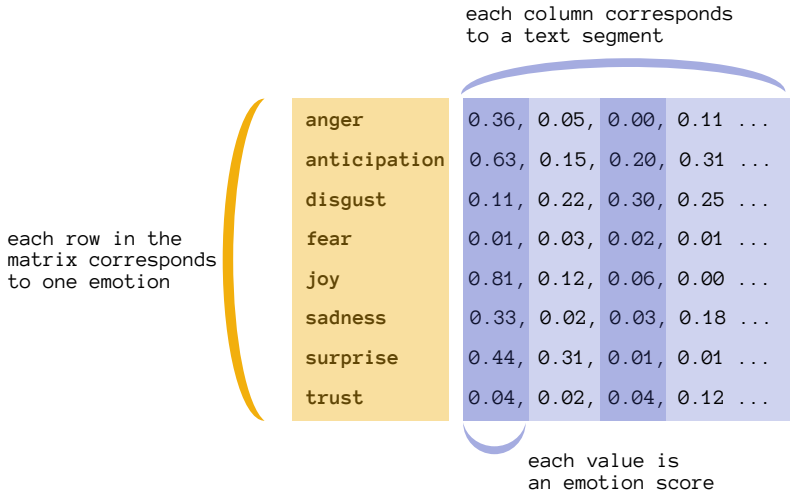 each column corresponds
to a text segment
anger 0.36, 0.05, 0.00, 0.11 ...
anticipation 0.63, 0.15, 0.20, 0.31 ...
disgust 0.11, 0.22, 0.30, 0.25 ...
fear 0.01, 0.03, 0.02, 0.01 ...
joy 0.81, 0.12, 0.06, 0.00 ...
sadness 0.33, 0.02, 0.03, 0.18 ...
surprise 0.44, 0.31, 0.01, 0.01 ...
trust 0.04, 0.02, 0.04, 0.12 ...
each row in the
matrix corresponds
to one emotion
each value is
an emotion score